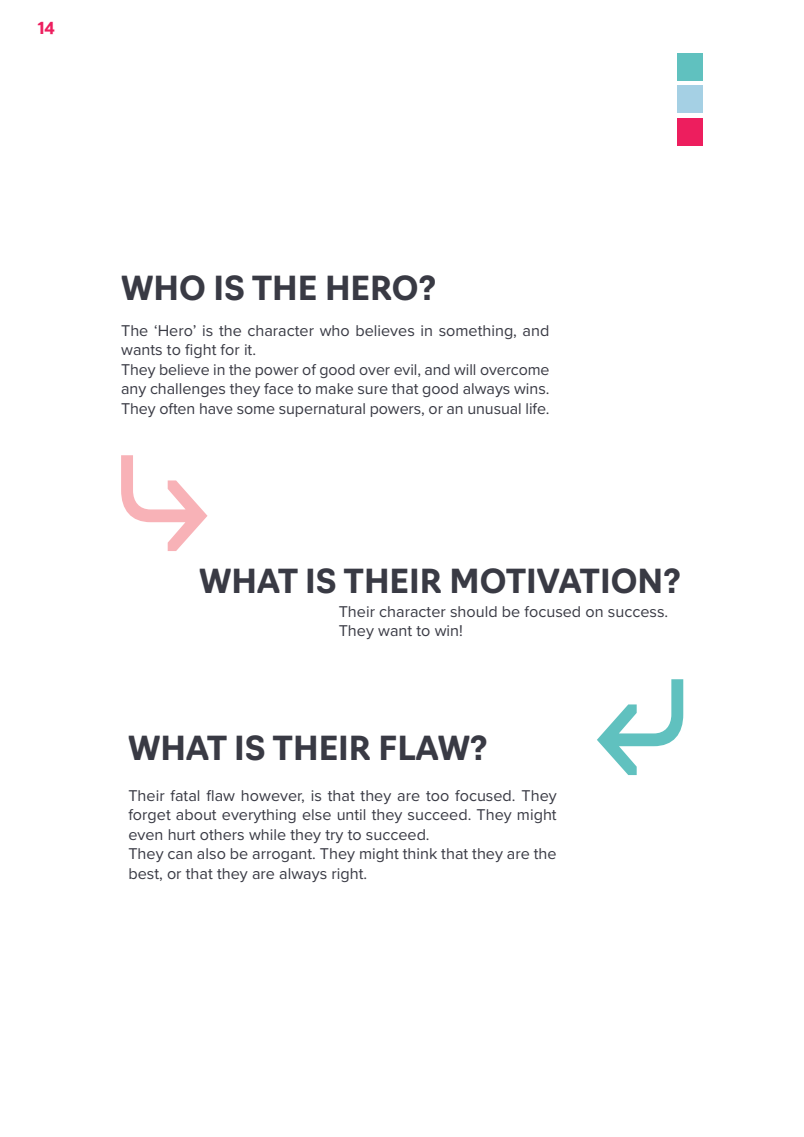 14
WHO IS THE HERO?
The ‘Hero’ is the character who believes in something, and
wants to fight for it.
They believe in the power of good over evil, and will overcome
any challenges they face to make sure that good always wins.
They often have some supernatural powers, or an unusual life.
WHAT IS THEIR MOTIVATION?
Their character should be focused on success.
They want to win!
WHAT IS THEIR FLAW?
Their fatal flaw however, is that they are too focused. They
forget about everything else until they succeed. They might
even hurt others while they try to succeed.
They can also be arrogant. They might think that they are the
best, or that they are always right.